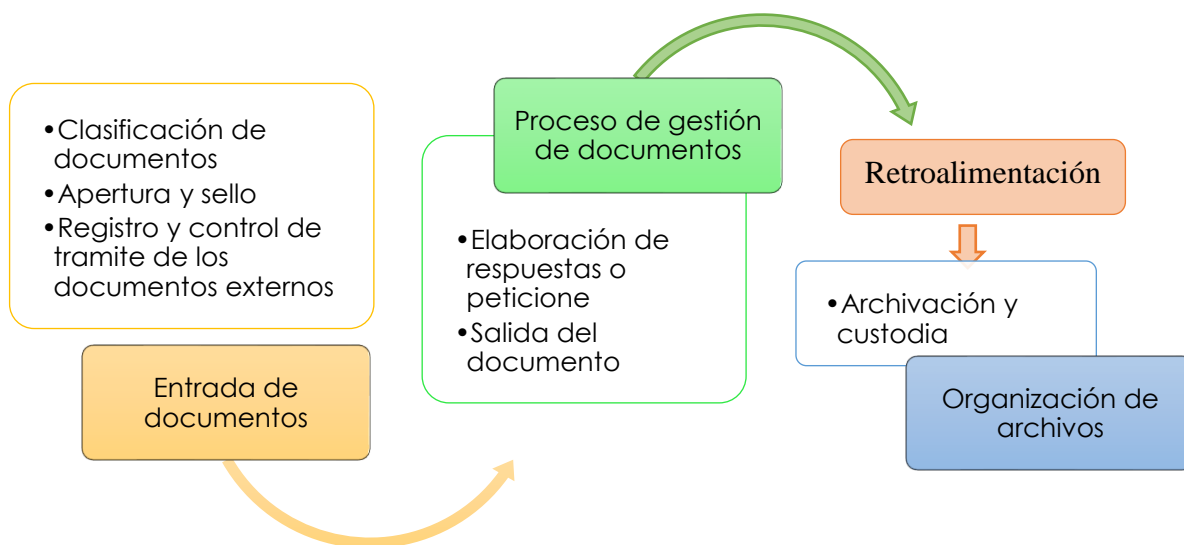 •Clasificación de
documentos
•Apertura y sello
•Registro y control de
tramite de los
documentos externos
Entrada de
documentos
Proceso de gestión
de documentos
•Elaboración de
respuestas o
peticione
•Salida del
documento
Retroalimentación
•Archivación y
custodia
Organización de
archivos